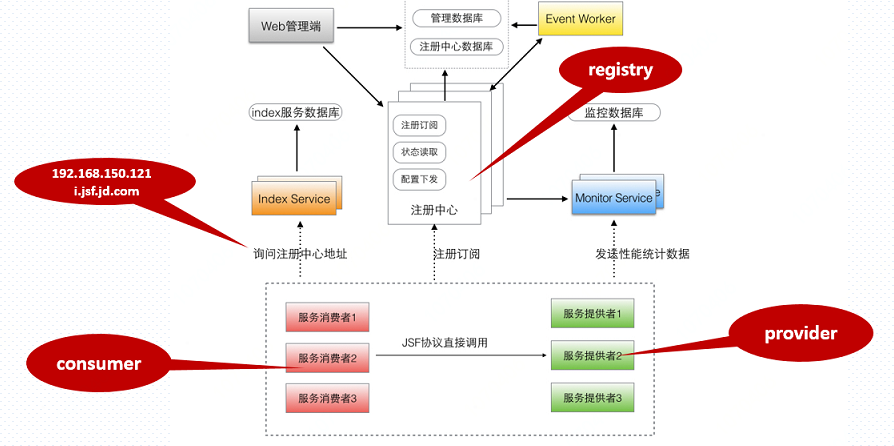 Web管理端
管理数据库
注册中心数据库
Event Worker
registry
index服务数据库
注册订阅
状态读取
配置下发
注册中心
监控数据库
192.168.150.121
i.jsf.jd.com
Index Service
Monitor Service
e
询问注册中心地址
注册订阅
发送性能统计数据
服务消费者1
服务消费者2
服务消费者3
JSF协议直接调用
服务提供者1
服务提供者2
服务提供者3
consumer
provider